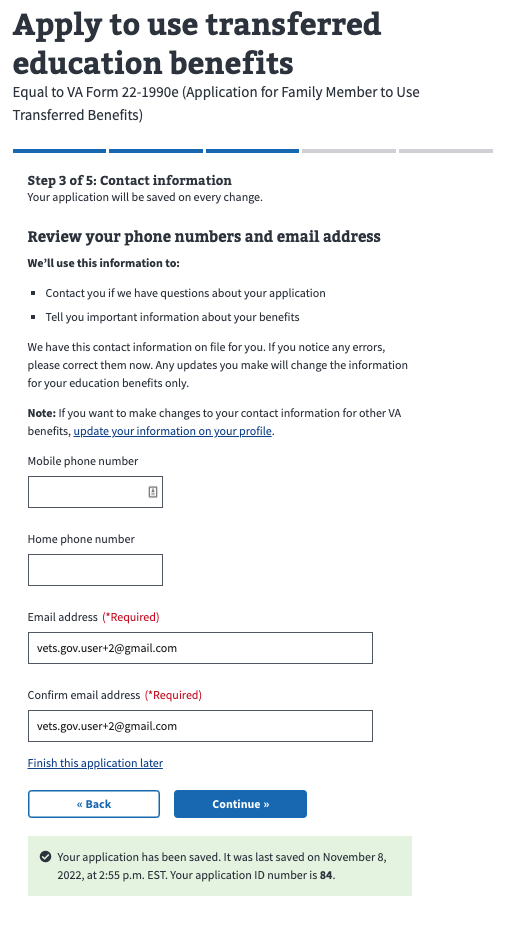 Apply to use transferred
education benefits
Equal to VA Form 22-1990e (Application for Family Member to Use
Transferred Benefits)
Step 3 of 5: Contact information
Your application will be saved on every change.
Review your phone numbers and email address
We’ll use this information to:
Contact you if we have questions about your application
Tell you important information about your benefits
We have this contact information on file for you. If you notice any errors,
please correct them now. Any updates you make will change the information
for your education benefits only.
Note: If you want to make changes to your contact information for other VA
benefits, update your information on your profile.
Mobile phone number
Home phone number
Email address (*Required)
vets.gov.user+2@gmail.com
Confirm email address (*Required)
vets.gov.user+2@gmail.com
Finish this application later
« Back
Continue »
Your application has been saved. It was last saved on November 8,
2022, at 2:55 p.m. EST. Your application ID number is 84.